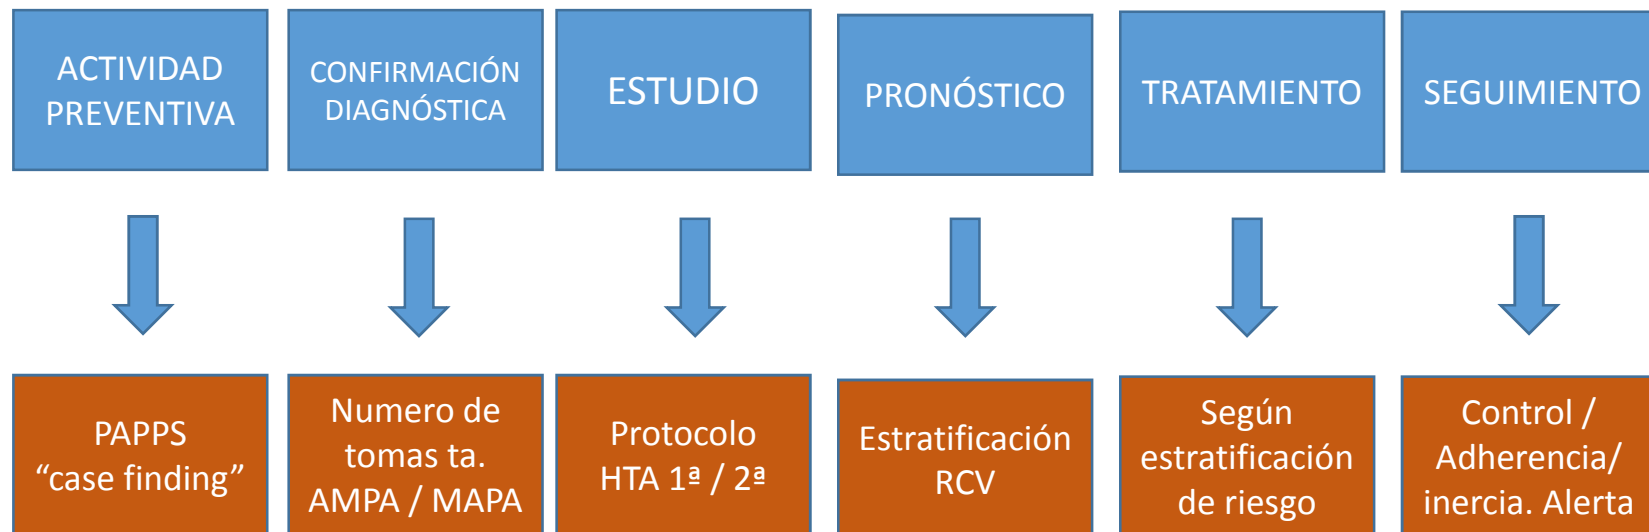 ACTIVIDAD
PREVENTIVA
CONFIRMACIÓN
DIAGNÓSTICA
ESTUDIO
PRONÓSTICO
TRATAMIENTO
SEGUIMIENTO
PAPPS
“case finding”
Numero de
tomas ta.
AMPA / MAPA
Protocolo
HTA 1ª / 2ª
Estratificación
RCV
Según
estratificación
de riesgo
Control /
Adherencia/
inercia. Alerta